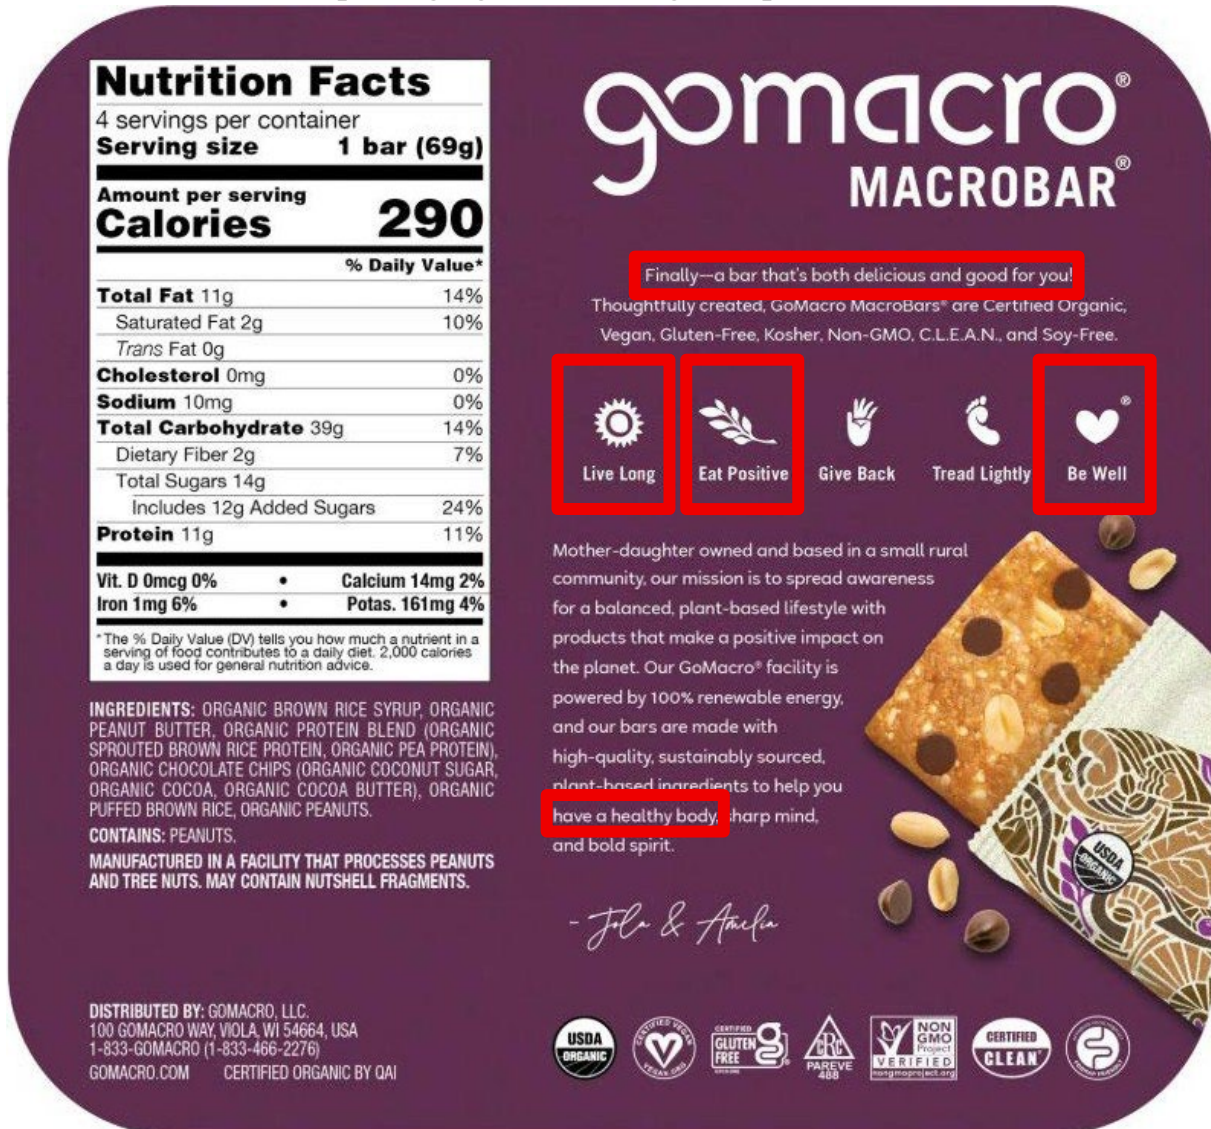 Nutrition Facts
4 servings per container
Serving size 1 bar (69g)
Amount per serving
Calories 290
% Daily Value*
Total Fat 11g 14%
Saturated Fat 2g 10%
Trans Fat 0g
Cholesterol 0mg 0%
Sodium 10mg 0%
Total Carbohydrate 39g 14%
Dietary Fiber 2g 7%
Total Sugars 14g
Includes 12g Added Sugars 24%
Protein 11g 11%
Vit. D 0mcg 0% • Calcium 14mg 2%
Iron 1mg 6% • Potas. 161mg 4%
*The % Daily Value (DV) tells you how much a nutrient in a
serving of food contributes to a daily diet. 2,000 calories
a day is used for general nutrition advice.
INGREDIENTS: ORGANIC BROWN RICE SYRUP, ORGANIC
PEANUT BUTTER, ORGANIC PROTEIN BLEND (ORGANIC
SPROUTED BROWN RICE PROTEIN, ORGANIC PEA PROTEIN),
ORGANIC CHOCOLATE CHIPS (ORGANIC COCONUT SUGAR,
ORGANIC COCOA, ORGANIC COCOA BUTTER), ORGANIC
PUFFED BROWN RICE, ORGANIC PEANUTS.
CONTAINS: PEANUTS.
MANUFACTURED IN A FACILITY THAT PROCESSES PEANUTS
AND TREE NUTS. MAY CONTAIN NUTSHELL FRAGMENTS.
DISTRIBUTED BY: GOMACRO, LLC.
100 GOMACRO WAY, VIOLA, WI 54664, USA
1-833-GOMACRO (1-833-466-2276)
GOMACRO.COM CERTIFIED ORGANIC BY QAI
gomacro®
MACROBAR®
Finally—a bar that's both delicious and good for you!
Thoughtfully created, GoMacro MacroBars® are Certified Organic,
Vegan, Gluten-Free, Kosher, Non-GMO, C.L.E.A.N., and Soy-Free.
Live Long Eat Positive Give Back Tread Lightly Be Well ®
Mother-daughter owned and based in a small rural
community, our mission is to spread awareness
for a balanced, plant-based lifestyle with
products that make a positive impact on
the planet. Our GoMacro® facility is
powered by 100% renewable energy,
and our bars are made with
high-quality, sustainably sourced,
plant-based ingredients to help you
have a healthy body, sharp mind,
and bold spirit.
- Jola & Amelia
USDA
ORGANIC
USDA
ORGANIC
CERTIFIED VEGAN
VEGAN.ORG
CERTIFIED
GLUTEN
FREE
CRC
PAREVE
488
NON
GMO
Project
VERIFIED
nongmoproject.org
CERTIFIED
CLEAN